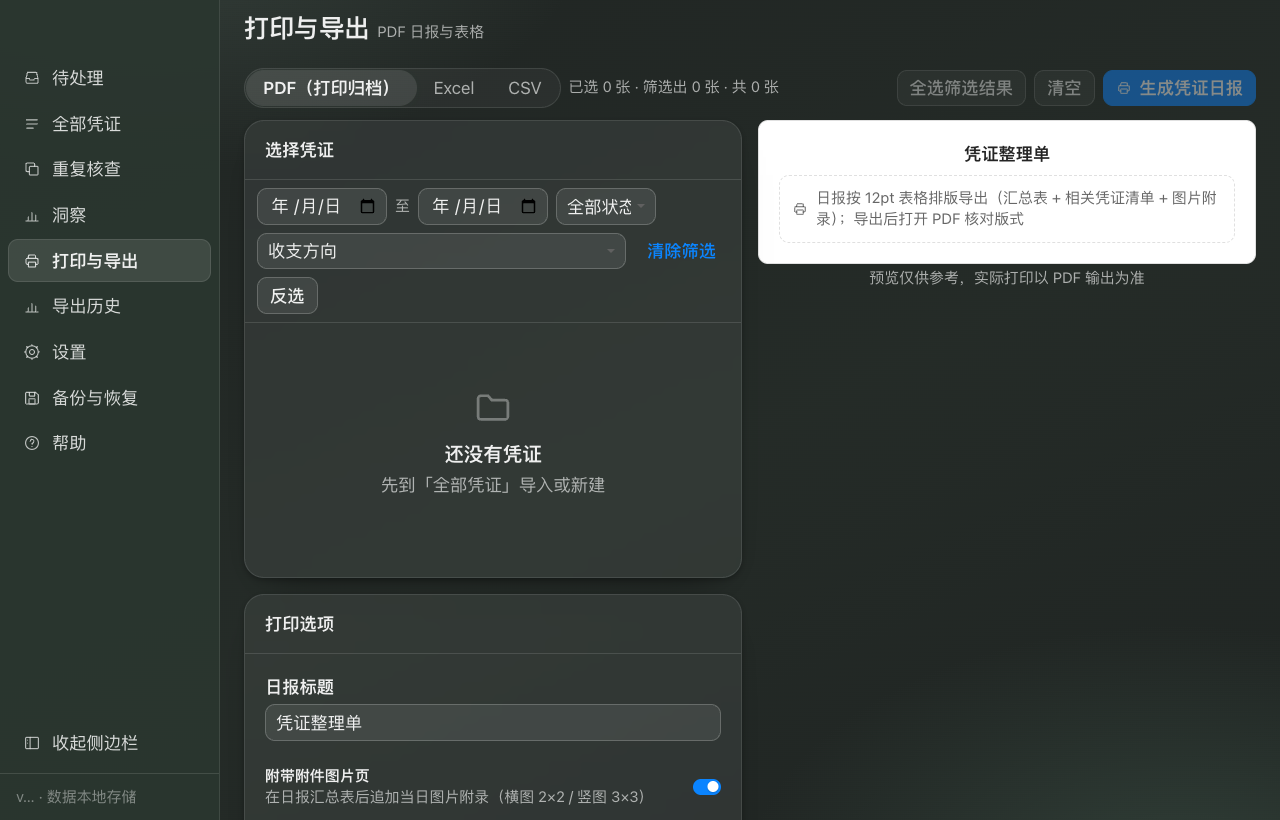 待处理
全部凭证
重复核查
洞察
打印与导出
导出历史
设置
备份与恢复
帮助
收起侧边栏
v... · 数据本地存储
打印与导出 PDF 日报与表格
PDF（打印归档） Excel CSV 已选 0 张 · 筛选出 0 张 · 共 0 张 全选筛选结果 清空 生成凭证日报
选择凭证
年 /月/日 至 年 /月/日 全部状态
收支方向 清除筛选
反选
还没有凭证
先到「全部凭证」导入或新建
打印选项
日报标题
凭证整理单
附带附件图片页
在日报汇总表后追加当日图片附录（横图 2×2 / 竖图 3×3）
凭证整理单
日报按 12pt 表格排版导出（汇总表 + 相关凭证清单 + 图片附
录）；导出后打开 PDF 核对版式
预览仅供参考，实际打印以 PDF 输出为准